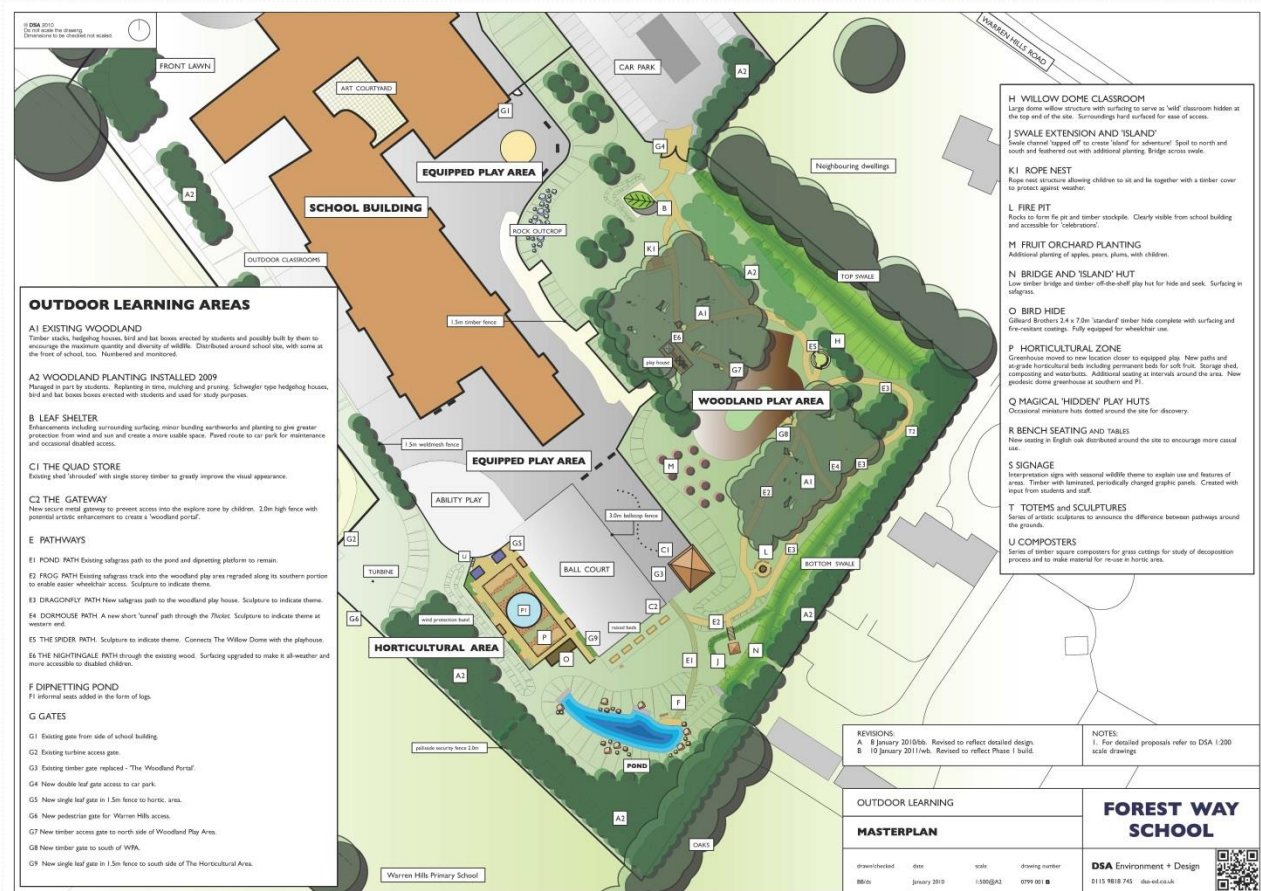 © DSA 2010
Do not scale the drawing.
Dimensions to be checked not scaled.
FRONT LAWN
ART COURTYARD
CAR PARK
WARREN HILLS ROAD
A2
G1
G4
A2
EQUIPPED PLAY AREA
Neighbouring dwellings
SCHOOL BUILDING
B
ROCK OUTCROP
K1
OUTDOOR CLASSROOMS
A2
TOP SWALE
A1
1.5m timber fence
E6
play house
G7
E5
H
E3
WOODLAND PLAY AREA
T2
G8
1.5m weldmesh fence
EQUIPPED PLAY AREA
M
E4
E3
A1
E2
ABILITY PLAY
3.0m ballstop fence
G2
G5
C1
L
E3
U
TURBINE
BALL COURT
G3
BOTTOM SWALE
P1
C2
A2
G6
wind protection bund
raised beds
E2
P
G9
HORTICULTURAL AREA
O
E1
J
N
A2
F
palisade security fence 2.0m
POND
A2
OAKS
Warren Hills Primary School
OUTDOOR LEARNING AREAS
A1 EXISTING WOODLAND
Timber stacks, hedgehog houses, bird and bat boxes erected by students and possibly built by them to
encourage the maximum quantity and diversity of wildlife. Distributed around school site, with some at
the front of school, too. Numbered and monitored.
A2 WOODLAND PLANTING INSTALLED 2009
Managed in part by students. Replanting in time, mulching and pruning. Schwegler type hedgehog houses,
bird and bat boxes boxes erected with students and used for study purposes.
B LEAF SHELTER
Enhancements including surrounding surfacing, minor bunding earthworks and planting to give greater
protection from wind and sun and create a more usable space. Paved route to car park for maintenance
and occasional disabled access.
C1 THE QUAD STORE
Existing shed 'shrouded' with single storey timber to greatly improve the visual appearance.
C2 THE GATEWAY
New secure metal gateway to prevent access into the explore zone by children. 2.0m high fence with
potential artistic enhancement to create a 'woodland portal'.
E PATHWAYS
E1 POND PATH Existing safagrass path to the pond and dipnetting platform to remain.
E2 FROG PATH Existing safagrass track into the woodland play area regraded along its southern portion
to enable easier wheelchair access. Sculpture to indicate theme.
E3 DRAGONFLY PATH New safagrass path to the woodland play house. Sculpture to indicate theme.
E4 DORMOUSE PATH A new short 'tunnel' path through the Thicket. Sculpture to indicate theme at
western end.
E5 THE SPIDER PATH. Sculpture to indicate theme. Connects The Willow Dome with the playhouse.
E6 THE NIGHTINGALE PATH through the existing wood. Surfacing upgraded to make it all-weather and
more accessible to disabled children.
F DIPNETTING POND
F1 informal seats added in the form of logs.
G GATES
G1 Existing gate from side of school building.
G2 Existing turbine access gate.
G3 Existing timber gate replaced - 'The Woodland Portal'.
G4 New double leaf gate access to car park.
G5 New single leaf gate in 1.5m fence to hortic. area.
G6 New pedestrian gate for Warren Hills access.
G7 New timber access gate to north side of Woodland Play Area.
G8 New timber gate to south of WPA.
G9 New single leaf gate in 1.5m fence to south side of The Horticultural Area.
H WILLOW DOME CLASSROOM
Large dome willow structure with surfacing to serve as 'wild' classroom hidden at
the top end of the site. Surroundings hard surfaced for ease of access.
J SWALE EXTENSION AND 'ISLAND'
Swale channel 'tapped off' to create 'island' for adventure! Spoil to north and
south and feathered out with additional planting. Bridge across swale.
K1 ROPE NEST
Rope nest structure allowing children to sit and lie together with a timber cover
to protect against weather.
L FIRE PIT
Rocks to form fie pit and timber stockpile. Clearly visible from school building
and accessible for 'celebrations'.
M FRUIT ORCHARD PLANTING
Additional planting of apples, pears, plums, with children.
N BRIDGE AND 'ISLAND' HUT
Low timber bridge and timber off-the-shelf play hut for hide and seek. Surfacing in
safagrass.
O BIRD HIDE
Gilleard Brothers 2.4 x 7.0m 'standard' timber hide complete with surfacing and
fire-resitant coatings. Fully equipped for wheelchair use.
P HORTICULTURAL ZONE
Greenhouse moved to new location closer to equipped play. New paths and
at-grade horticultural beds including permanent beds for soft fruit. Storage shed,
composting and waterbutts. Additional seating at intervals around the area. New
geodesic dome greenhouse at southern end P1.
Q MAGICAL 'HIDDEN' PLAY HUTS
Occasional miniature huts dotted around the site for discovery.
R BENCH SEATING AND TABLES
New seating in English oak distributed around the site to encourage more casual
use.
S SIGNAGE
Interpretation signs with seasonal wildlife theme to explain use and features of
areas. Timber with laminated, periodically changed graphic panels. Created with
input from students and staff.
T TOTEMS and SCULPTURES
Series of artistic sculptures to announce the difference between pathways around
the grounds.
U COMPOSTERS
Series of timber square composters for grass cuttings for study of decoposition
process and to make material for re-use in hortic area.
REVISIONS:
A 8 January 2010/bb. Revised to reflect detailed design.
B 10 January 2011/wb. Revised to reflect Phase 1 build.
NOTES:
1. For detailed proposals refer to DSA 1:200
scale drawings
OUTDOOR LEARNING
MASTERPLAN
drawn/checked date scale drawing number
BB/ds January 2010 1:500@A2 0799 001 B
FOREST WAY
SCHOOL
DSA Environment + Design
0115 9818 745 dsa-ed.co.uk